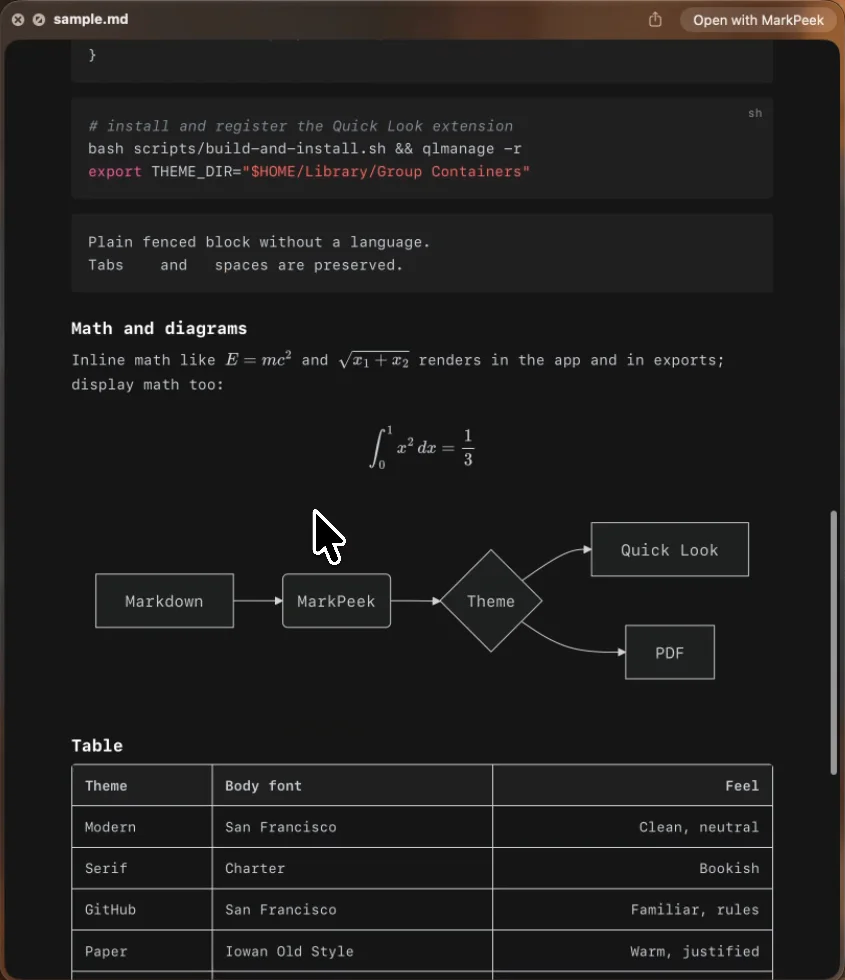 sample.md
Open with MarkPeek
}
sh
# install and register the Quick Look extension
bash scripts/build-and-install.sh && qlmanage -r
export THEME_DIR="$HOME/Library/Group Containers"
Plain fenced block without a language.
Tabs    and   spaces are preserved.
Math and diagrams
Inline math like E = mc² and √(x₁ + x₂) renders in the app and in exports;
display math too:
∫₀¹ x² dx = 1/3
Markdown
MarkPeek
Theme
Quick Look
PDF
Table
Theme Body font Feel
Modern San Francisco Clean, neutral
Serif Charter Bookish
GitHub San Francisco Familiar, rules
Paper Iowan Old Style Warm, justified